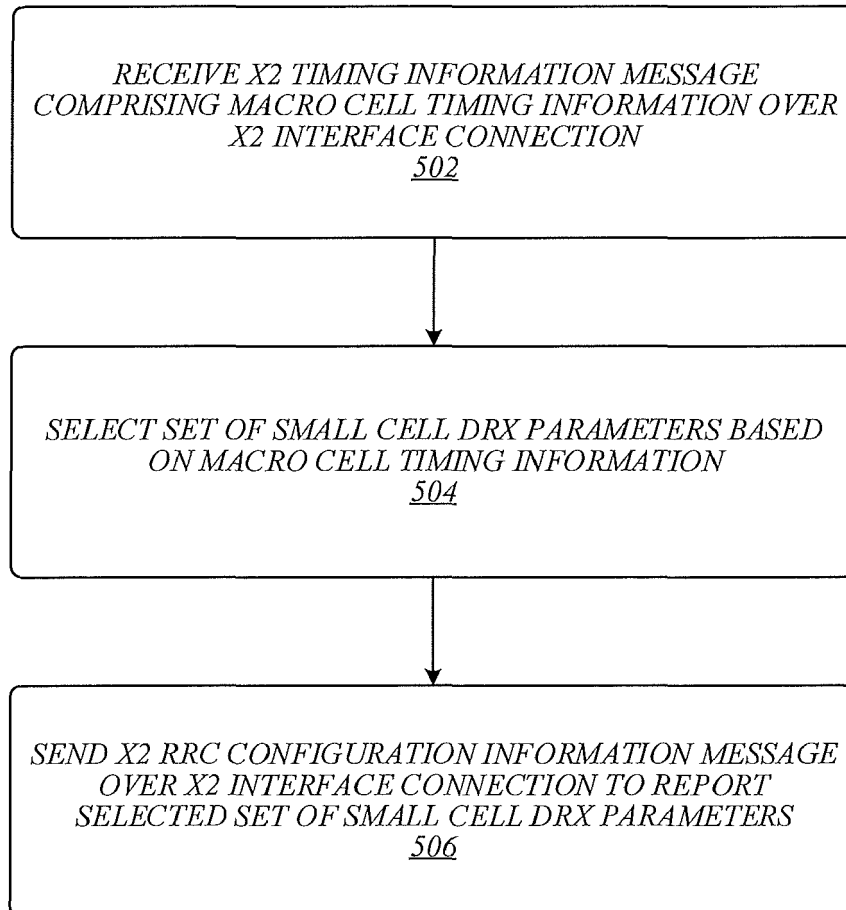 RECEIVE X2 TIMING INFORMATION MESSAGE
COMPRISING MACRO CELL TIMING INFORMATION OVER
X2 INTERFACE CONNECTION
502
SELECT SET OF SMALL CELL DRX PARAMETERS BASED
ON MACRO CELL TIMING INFORMATION
504
SEND X2 RRC CONFIGURATION INFORMATION MESSAGE
OVER X2 INTERFACE CONNECTION TO REPORT
SELECTED SET OF SMALL CELL DRX PARAMETERS
506